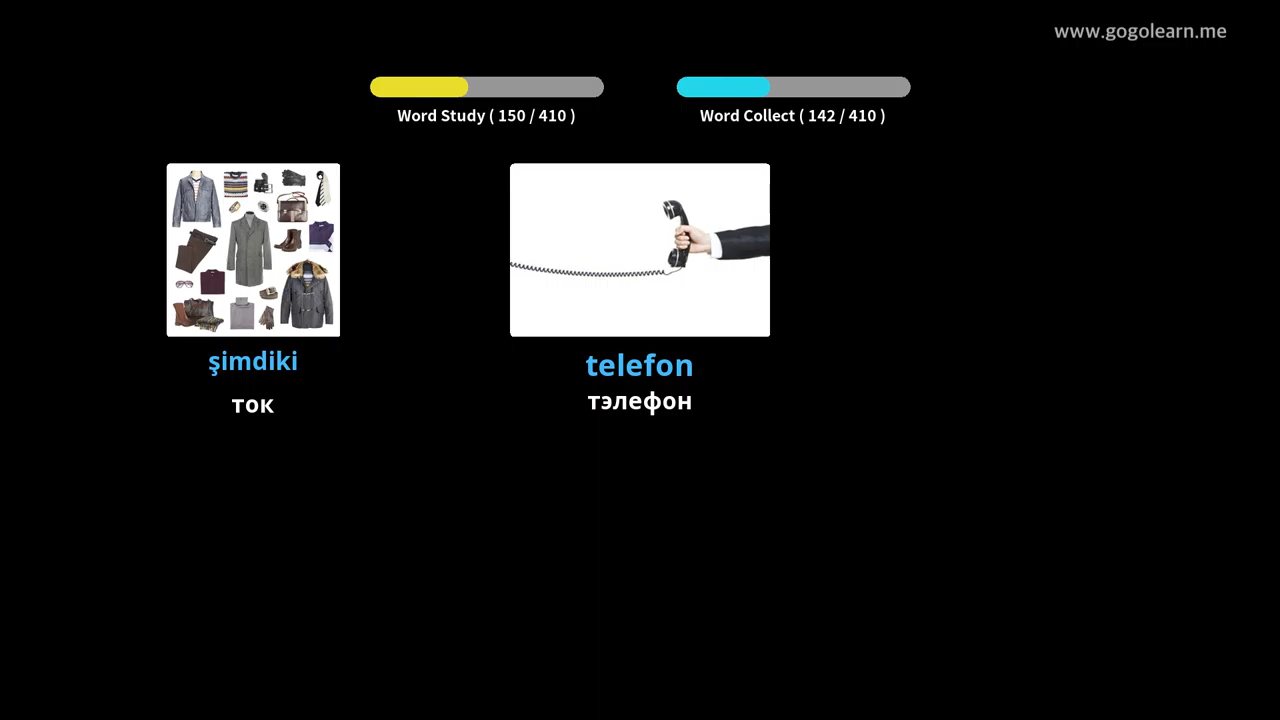 www.gogolearn.me
Word Study ( 150 / 410 )
Word Collect ( 142 / 410 )
şimdiki
ток
telefon
тэлефон